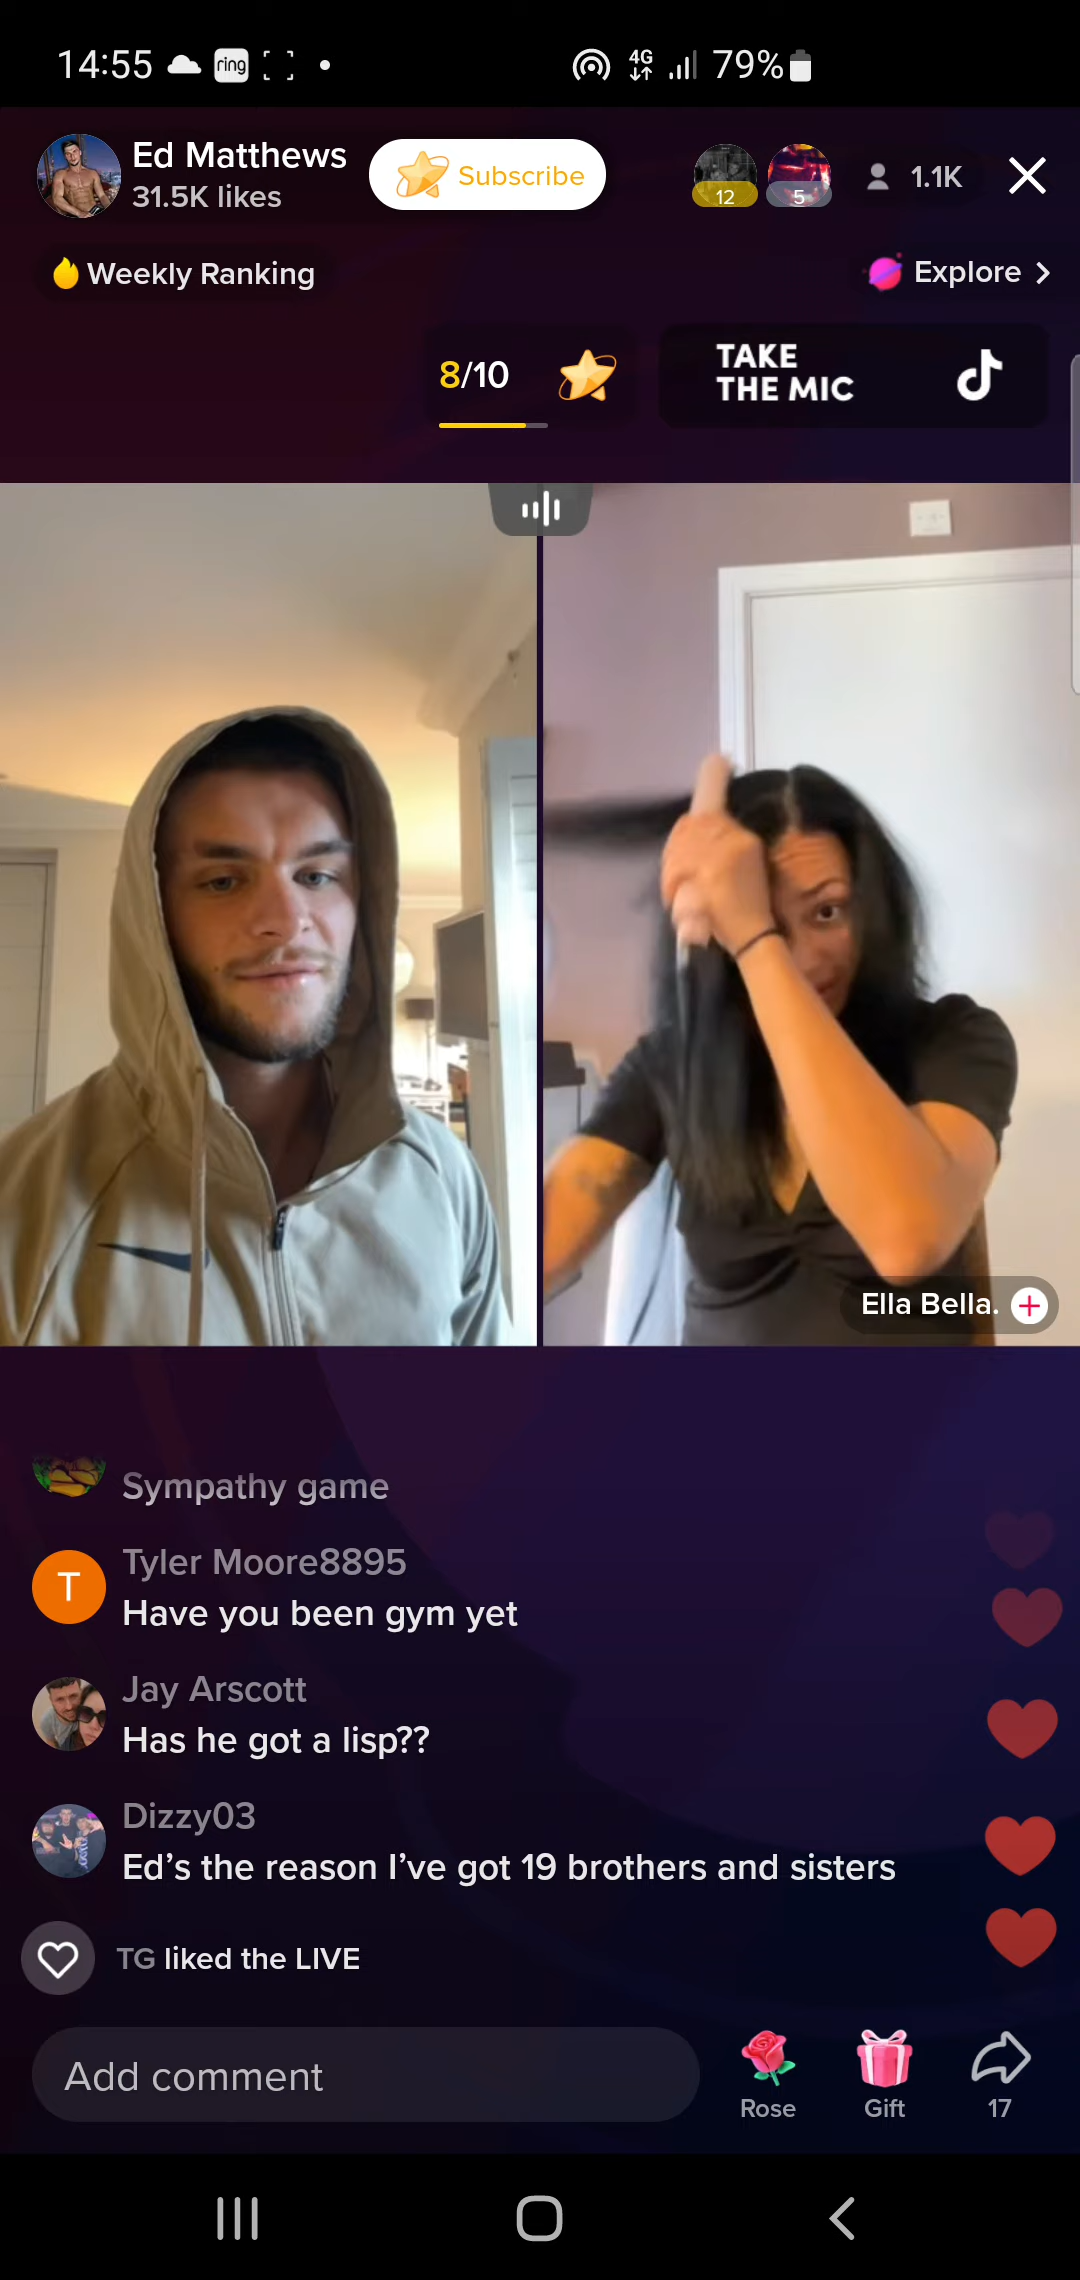 14:55 ring 4G 79%
Ed Matthews
31.5K likes
Subscribe
12 5 1.1K
Weekly Ranking Explore >
8/10 TAKE
THE MIC
Ella Bella.
Sympathy game
Tyler Moore8895
T
Have you been gym yet
Jay Arscott
Has he got a lisp??
Dizzy03
Ed’s the reason I’ve got 19 brothers and sisters
TG liked the LIVE
Add comment
Rose Gift 17